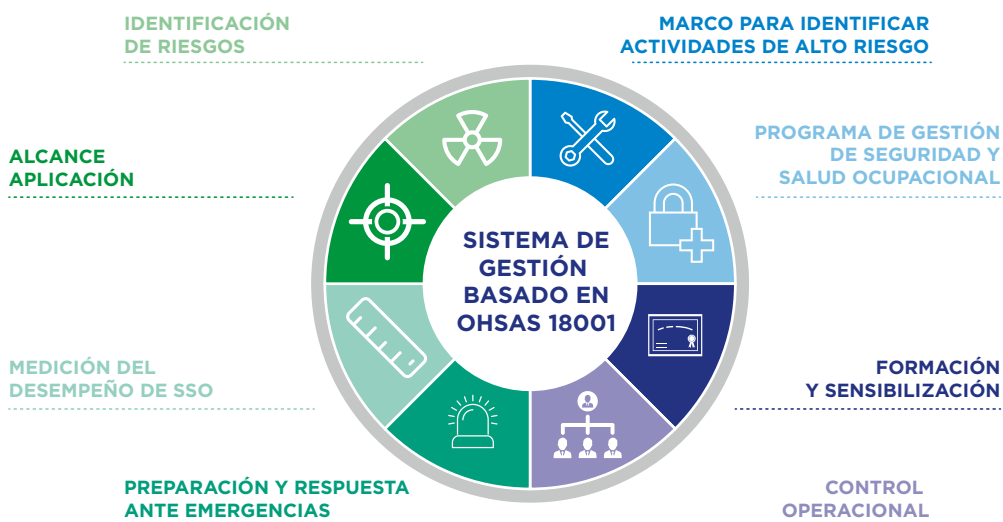 IDENTIFICACIÓN
DE RIESGOS
MARCO PARA IDENTIFICAR
ACTIVIDADES DE ALTO RIESGO
ALCANCE
APLICACIÓN
PROGRAMA DE GESTIÓN
DE SEGURIDAD Y
SALUD OCUPACIONAL
SISTEMA DE
GESTIÓN
BASADO EN
OHSAS 18001
MEDICIÓN DEL
DESEMPEÑO DE SSO
FORMACIÓN
Y SENSIBILIZACIÓN
PREPARACIÓN Y RESPUESTA
ANTE EMERGENCIAS
CONTROL
OPERACIONAL